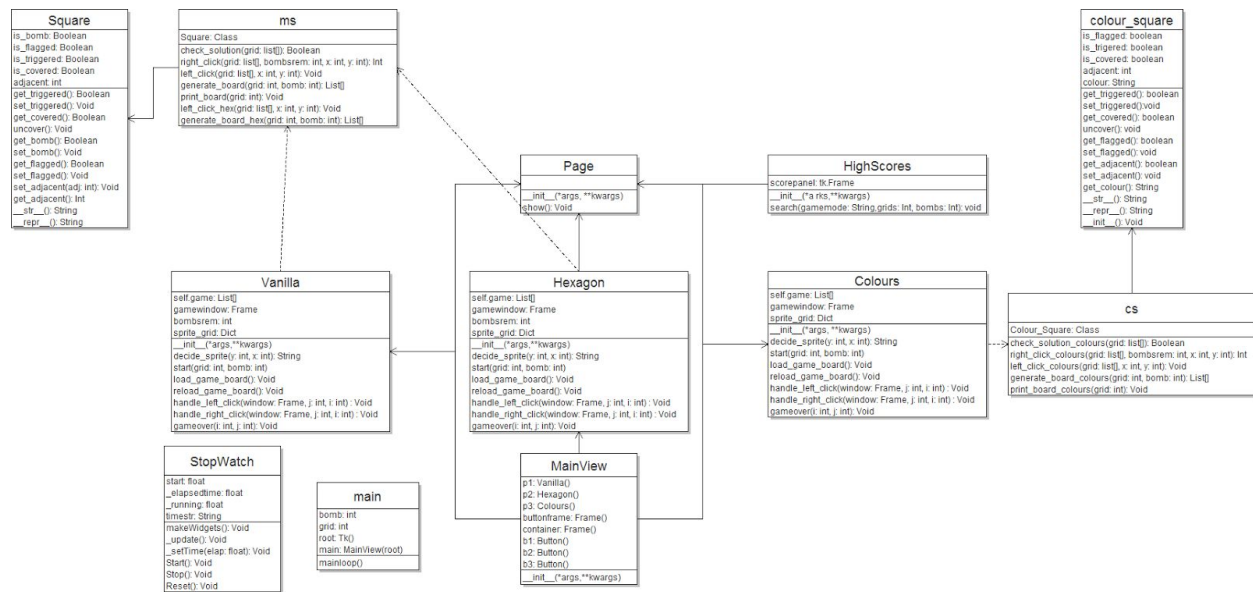 Square
is_bomb: Boolean
is_flagged: Boolean
is_triggered: Boolean
is_covered: Boolean
adjacent: int
get_triggered(): Boolean
set_triggered(): Void
get_covered(): Boolean
uncover(): Void
get_bomb(): Boolean
set_bomb(): Void
get_flagged(): Boolean
set_flagged(): Void
set_adjacent(adj: int): Void
get_adjacent(): Int
__str__(): String
__repr__(): String
ms
Square: Class
check_solution(grid: list[]): Boolean
right_click(grid: list[], bombsrem: int, x: int, y: int): Int
left_click(grid: list[], x: int, y: int): Void
generate_board(grid: int, bomb: int): List[]
print_board(grid: int): Void
left_click_hex(grid: list[], x: int, y: int): Void
generate_board_hex(grid: int, bomb: int): List[]
colour_square
is_flagged: boolean
is_trigered: boolean
is_covered: boolean
adjacent: int
colour: String
get_triggered(): boolean
set_triggered():void
get_covered(): boolean
uncover(): void
get_flagged(): boolean
set_flagged(): void
get_adjacent(): boolean
set_adjacent(): void
get_colour(): String
__str__(): String
__repr__(): String
__init__(): Void
Page
__init__(*args, **kwargs)
show(): Void
HighScores
scorepanel: tk.Frame
__init__(*a rks,**kwargs)
search(gamemode: String,grids: Int, bombs: Int): void
Vanilla
self.game: List[]
gamewindow: Frame
bombsrem: int
sprite_grid: Dict
__init__(*args,**kwargs)
decide_sprite(y: int, x: int): String
start(grid: int, bomb: int)
load_game_board(): Void
reload_game_board(): Void
handle_left_click(window: Frame, j: int, i: int) : Void
handle_right_click(window: Frame, j: int, i: int) : Void
gameover(i: int, j: int): Void
Hexagon
self.game: List[]
gamewindow: Frame
bombsrem: int
sprite_grid: Dict
__init__(*args,**kwargs)
decide_sprite(y: int, x: int): String
start(grid: int, bomb: int)
load_game_board(): Void
reload_game_board(): Void
handle_left_click(window: Frame, j: int, i: int) : Void
handle_right_click(window: Frame, j: int, i: int) : Void
gameover(i: int, j: int): Void
Colours
self.game: List[]
gamewindow: Frame
sprite_grid: Dict
__init__(*args, **kwargs)
decide_sprite(y: int, x: int): String
start(grid: int, bomb: int)
load_game_board(): Void
reload_game_board(): Void
handle_left_click(window: Frame, j: int, i: int): Void
handle_right_click(window: Frame, j: int, i: int): Void
gameover(i: int, j: int): Void
cs
Colour_Square: Class
check_solution_colours(grid: list[]): Boolean
right_click_colours(grid: list[], bombsrem: int, x: int, y: int): Int
left_click_colours(grid: list[], x: int, y: int): Void
generate_board_colours(grid: int, bomb: int): List[]
print_board_colours(grid: int): Void
StopWatch
start: float
_elapsedtime: float
_running: float
timestr: String
makeWidgets(): Void
_update(): Void
_setTime(elap: float): Void
Start(): Void
Stop(): Void
Reset(): Void
main
bomb: int
grid: int
root: Tk()
main: MainView(root)
mainloop()
MainView
p1: Vanilla()
p2: Hexagon()
p3: Colours()
buttonframe: Frame()
container: Frame()
b1: Button()
b2: Button()
b3: Button()
__init__(*args,**kwargs)